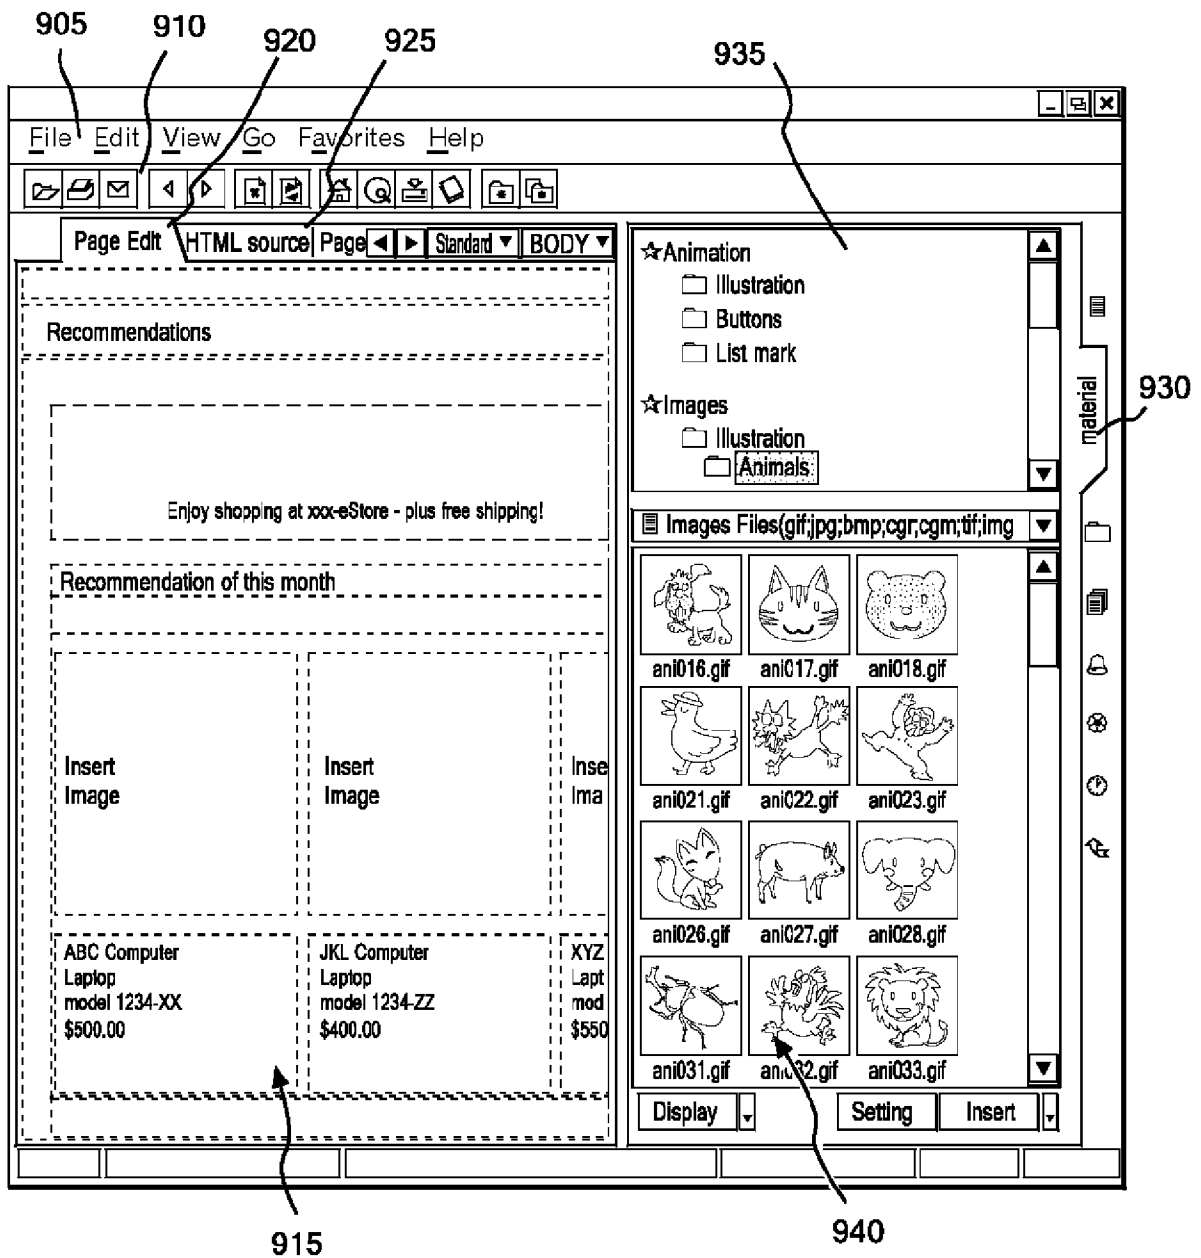 905 910 920 925 935
File Edit View Go Favorites Help
Page Edit HTML source Page Standard BODY
Recommendations
Enjoy shopping at xxx-eStore - plus free shipping!
Recommendation of this month
Insert Image
Insert Image
Inse Ima
ABC Computer
Laptop
model 1234-XX
$500.00
JKL Computer
Laptop
model 1234-ZZ
$400.00
XYZ
Lapt
mod
$550
Animation
Illustration
Buttons
List mark
Images
Illustration
Animals
material
930
Images Files(gif;jpg;bmp;cgr;cgm;tif;img
ani016.gif ani017.gif ani018.gif
ani021.gif ani022.gif ani023.gif
ani026.gif ani027.gif ani028.gif
ani031.gif ani032.gif ani033.gif
Display Setting Insert
915 940